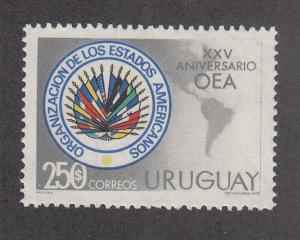 XXV
ANIVERSARIO
OEA
ORGANIZACION DE LOS ESTADOS AMERICANOS
250$ CORREOS URUGUAY